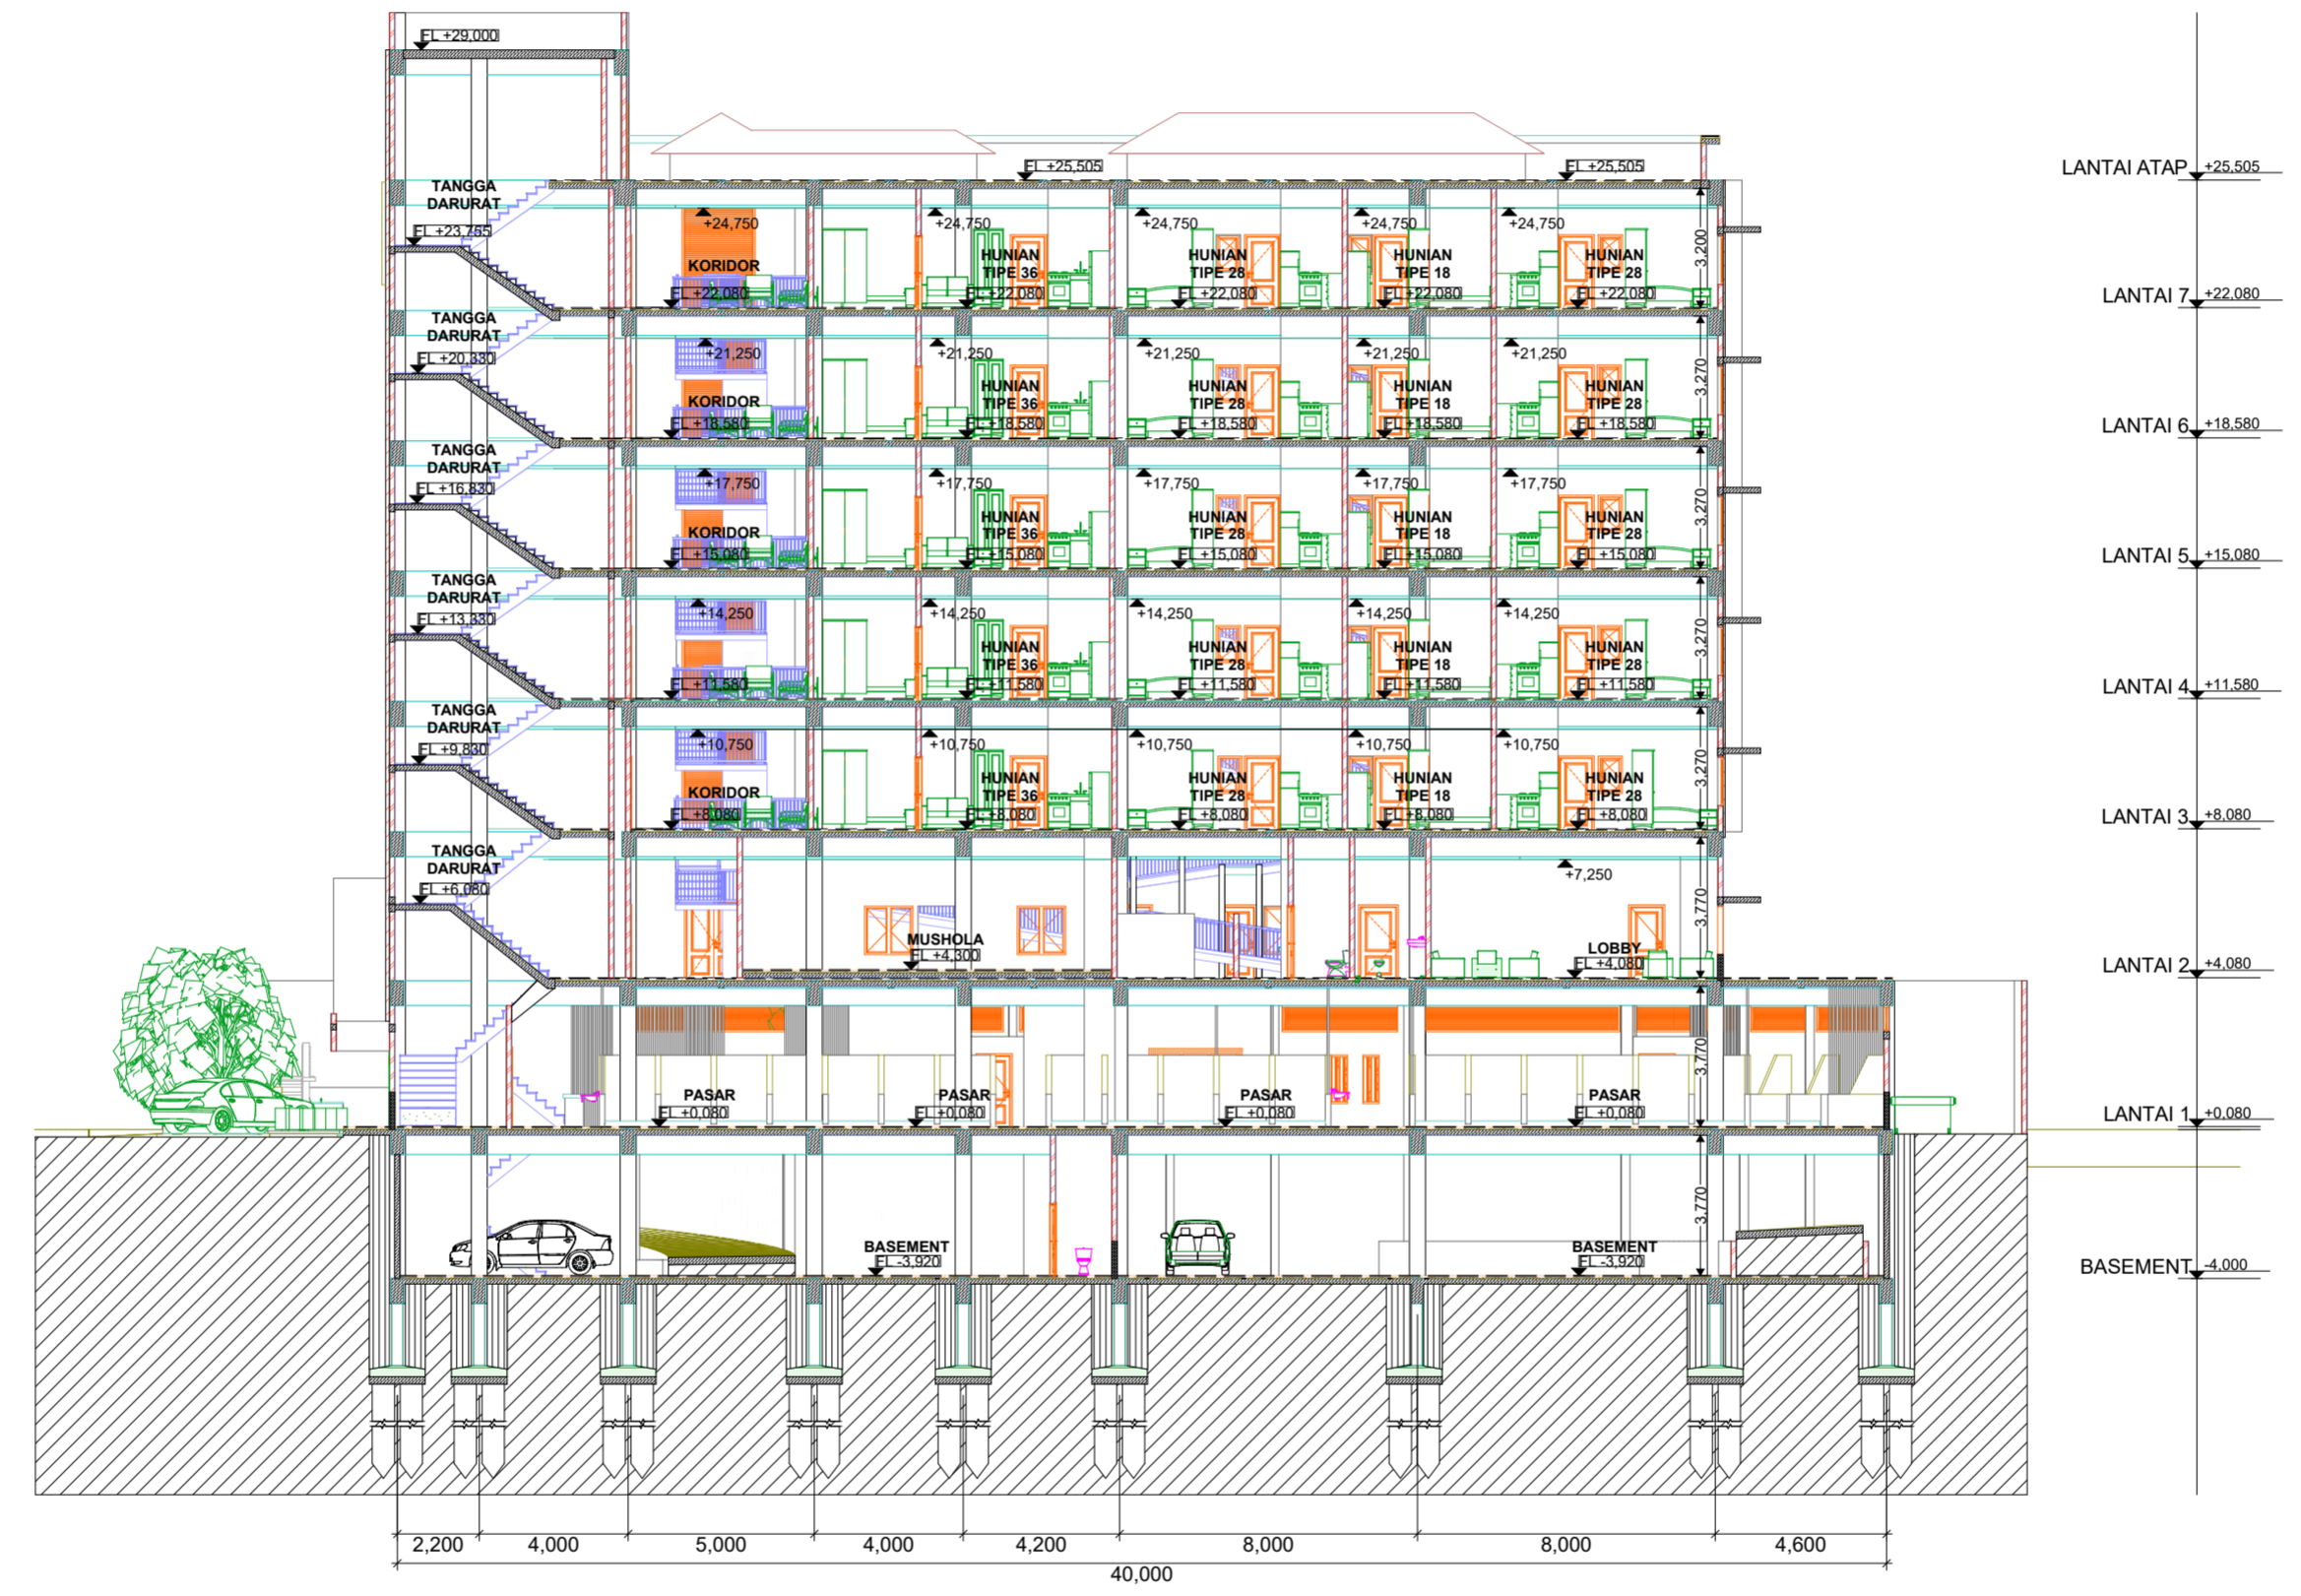 FL +29,000
FL +25,505
FL +25,505
LANTAI ATAP
+25,505
TANGGA
DARURAT
FL +23,755
+24,750
+24,750
+24,750
+24,750
+24,750
3,200
KORIDOR
HUNIAN
TIPE 36
HUNIAN
TIPE 28
HUNIAN
TIPE 18
HUNIAN
TIPE 28
FL +22,080
FL +22,080
FL +22,080
FL +22,080
FL +22,080
LANTAI 7
+22,080
TANGGA
DARURAT
FL +20,330
+21,250
+21,250
+21,250
+21,250
+21,250
3,270
KORIDOR
HUNIAN
TIPE 36
HUNIAN
TIPE 28
HUNIAN
TIPE 18
HUNIAN
TIPE 28
FL +18,580
FL +18,580
FL +18,580
FL +18,580
FL +18,580
LANTAI 6
+18,580
TANGGA
DARURAT
FL +16,830
+17,750
+17,750
+17,750
+17,750
+17,750
3,270
KORIDOR
HUNIAN
TIPE 36
HUNIAN
TIPE 28
HUNIAN
TIPE 18
HUNIAN
TIPE 28
FL +15,080
FL +15,080
FL +15,080
FL +15,080
FL +15,080
LANTAI 5
+15,080
TANGGA
DARURAT
FL +13,330
+14,250
+14,250
+14,250
+14,250
+14,250
3,270
HUNIAN
TIPE 36
HUNIAN
TIPE 28
HUNIAN
TIPE 18
HUNIAN
TIPE 28
FL +11,580
FL +11,580
FL +11,580
FL +11,580
FL +11,580
LANTAI 4
+11,580
TANGGA
DARURAT
FL +9,830
+10,750
+10,750
+10,750
+10,750
+10,750
3,270
KORIDOR
HUNIAN
TIPE 36
HUNIAN
TIPE 28
HUNIAN
TIPE 18
HUNIAN
TIPE 28
FL +8,080
FL +8,080
FL +8,080
FL +8,080
FL +8,080
LANTAI 3
+8,080
TANGGA
DARURAT
FL +6,080
+7,250
3,770
MUSHOLA
FL +4,300
LOBBY
FL +4,080
LANTAI 2
+4,080
3,770
PASAR
FL +0,080
PASAR
FL +0,080
PASAR
FL +0,080
PASAR
FL +0,080
LANTAI 1
+0,080
3,770
BASEMENT
FL -3,920
BASEMENT
FL -3,920
BASEMENT
-4.000
2,200
4,000
5,000
4,000
4,200
8,000
8,000
4,600
40,000